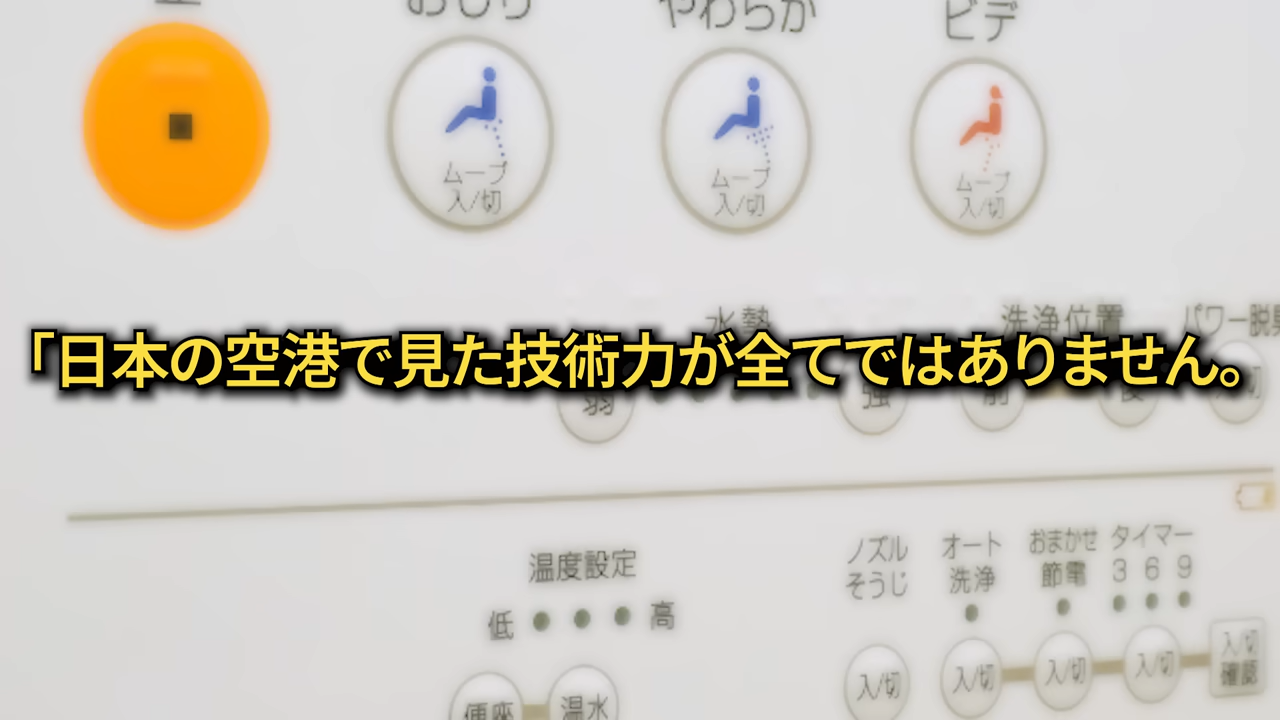 おしり やわらか ビデ
ムーブ 入/切 ムーブ 入/切 ムーブ 入/切
水勢 洗浄位置 パワー脱臭
「日本の空港で見た技術力が全てではありません。
弱 強 前 後
温度設定
低 高
便座 温水
ノズル そうじ オート 洗浄 おまかせ 節電 タイマー
3 6 9
入/切 入/切 入/切 入/切 入/切 確認